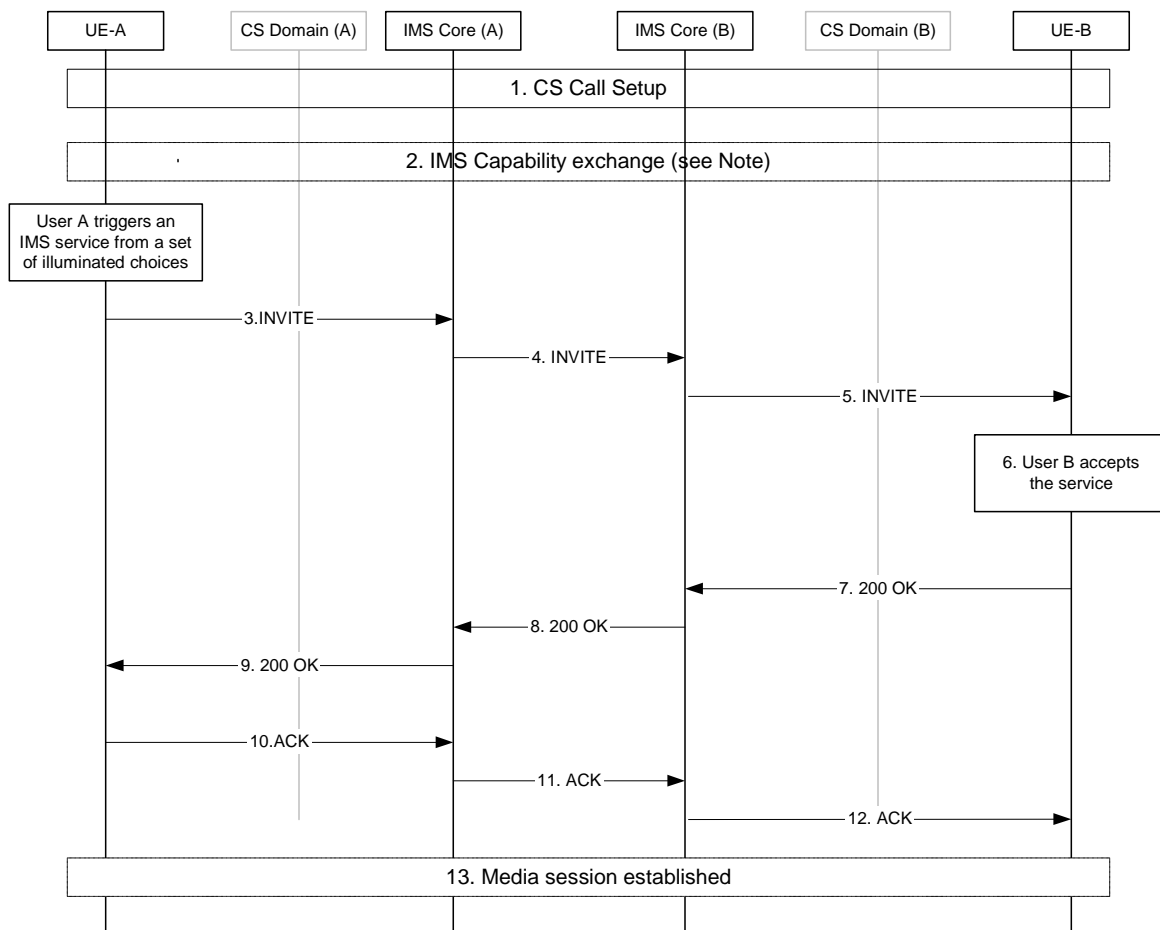 UE-A
CS Domain (A)
IMS Core (A)
IMS Core (B)
CS Domain (B)
UE-B
1. CS Call Setup
2. IMS Capability exchange (see Note)
User A triggers an
IMS service from a set
of illuminated choices
3.INVITE
4. INVITE
5. INVITE
6. User B accepts
the service
7. 200 OK
8. 200 OK
9. 200 OK
10.ACK
11. ACK
12. ACK
13. Media session established